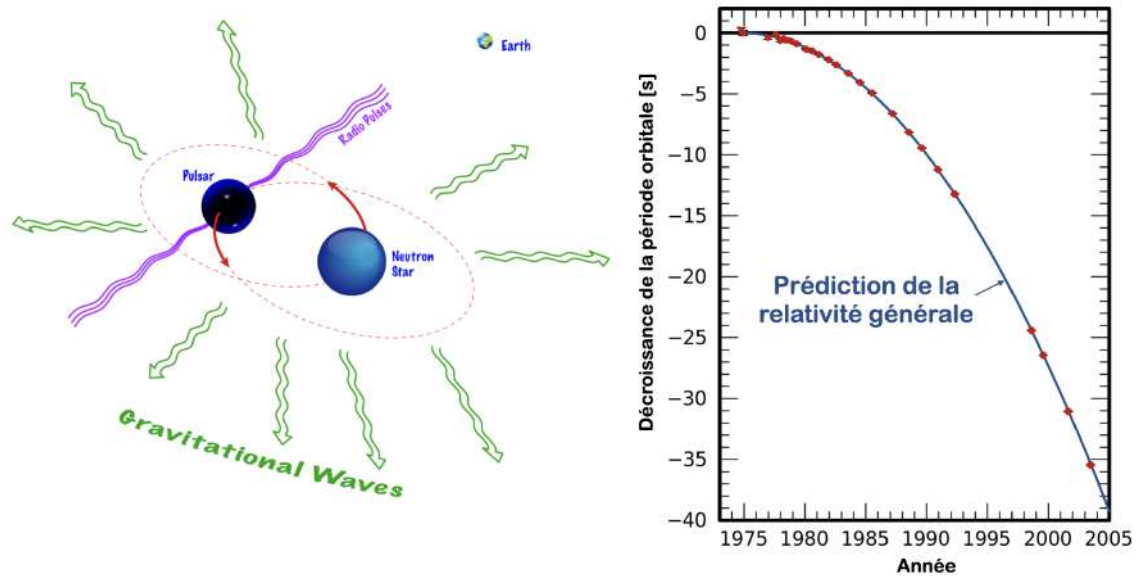 Earth
Radio Pulses
Pulsar
Neutron
Star
Gravitational Waves
Décroissance de la période orbitale [s]
0
−5
−10
−15
−20
−25
−30
−35
−40
Prédiction de la
relativité générale
1975 1980 1985 1990 1995 2000 2005
Année